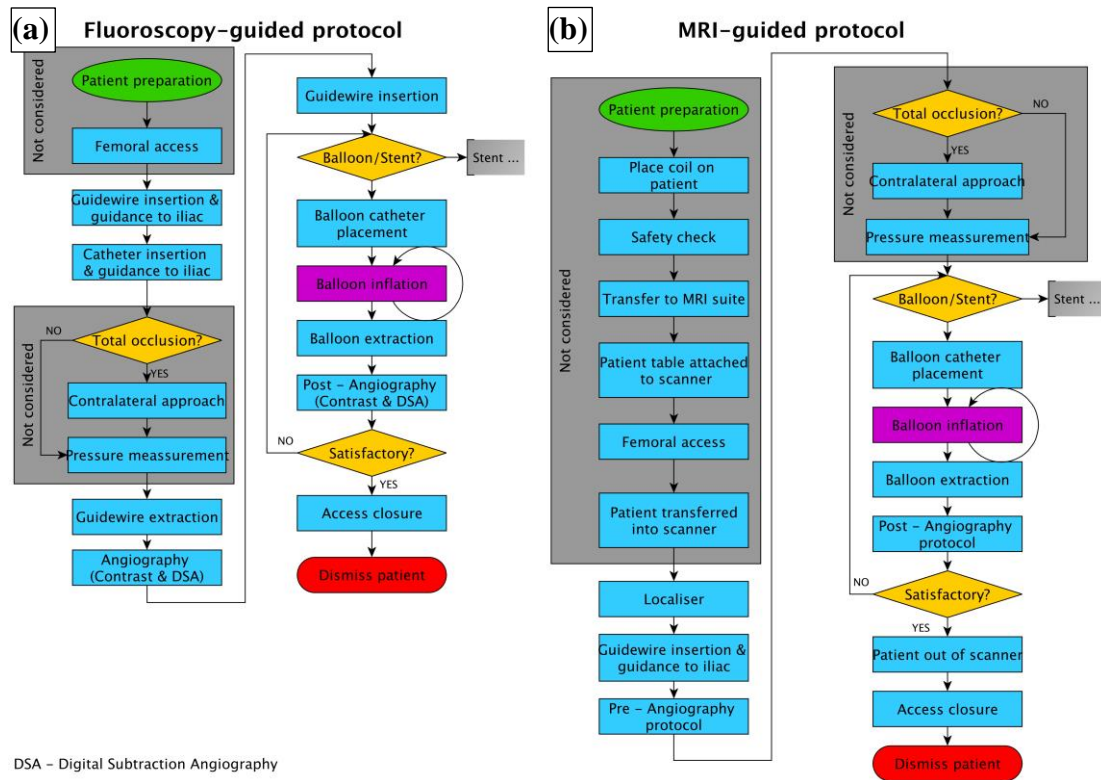 (a)
Fluoroscopy-guided protocol
Not considered
Patient preparation
Femoral access
Guidewire insertion &
guidance to iliac
Catheter insertion
& guidance to iliac
Not considered
Total occlusion?
NO
YES
Contralateral approach
Pressure meassurement
Guidewire extraction
Angiography
(Contrast & DSA)
Guidewire insertion
Balloon/Stent?
Stent ...
Balloon catheter
placement
Balloon inflation
Balloon extraction
Post - Angiography
(Contrast & DSA)
NO
Satisfactory?
YES
Access closure
Dismiss patient
DSA - Digital Subtraction Angiography
(b)
MRI-guided protocol
Not considered
Patient preparation
Place coil on
patient
Safety check
Transfer to MRI suite
Patient table attached
to scanner
Femoral access
Patient transferred
into scanner
Localiser
Guidewire insertion &
guidance to iliac
Pre - Angiography
protocol
Not considered
Total occlusion?
NO
YES
Contralateral approach
Pressure meassurement
Balloon/Stent?
Stent ...
Balloon catheter
placement
Balloon inflation
Balloon extraction
Post - Angiography
protocol
NO
Satisfactory?
YES
Patient out of scanner
Access closure
Dismiss patient